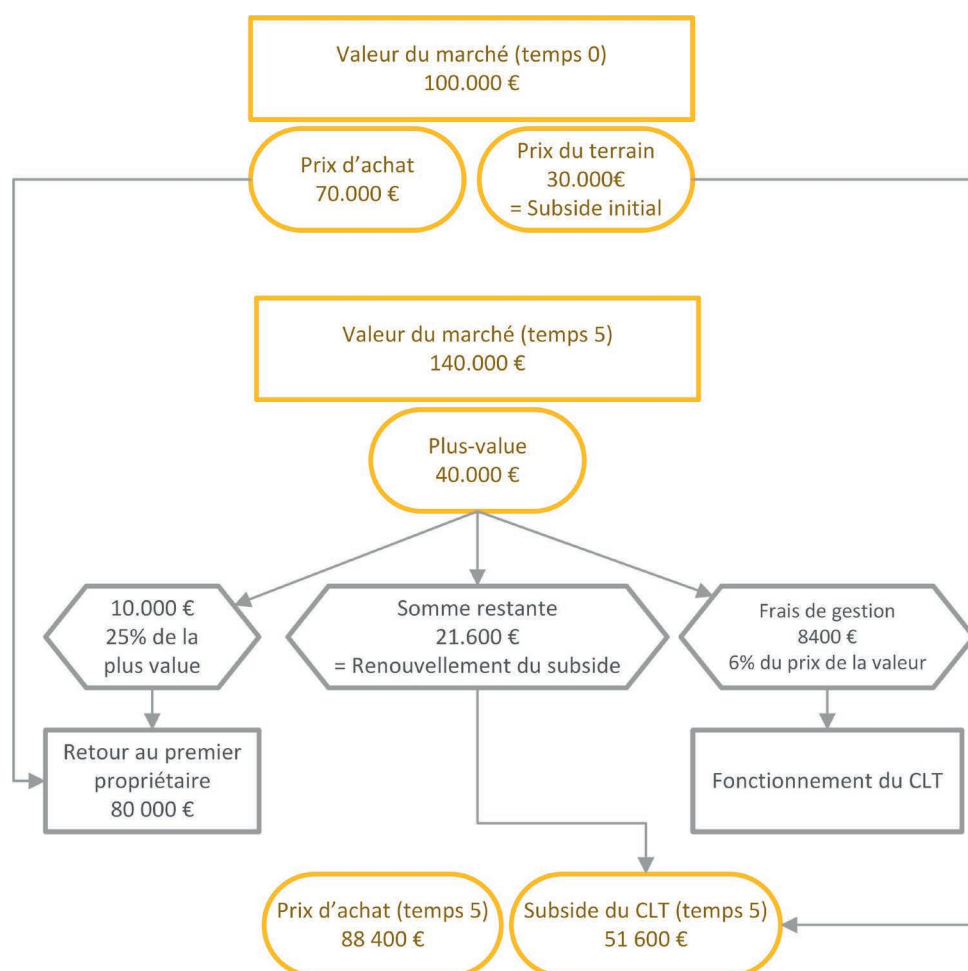 Valeur du marché (temps 0)
100.000 €
Prix d’achat
70.000 €
Prix du terrain
30.000€
= Subside initial
Valeur du marché (temps 5)
140.000 €
Plus-value
40.000 €
10.000 €
25% de la
plus value
Somme restante
21.600 €
= Renouvellement du subside
Frais de gestion
8400 €
6% du prix de la valeur
Retour au premier
propriétaire
80 000 €
Fonctionnement du CLT
Prix d’achat (temps 5)
88 400 €
Subside du CLT (temps 5)
51 600 €